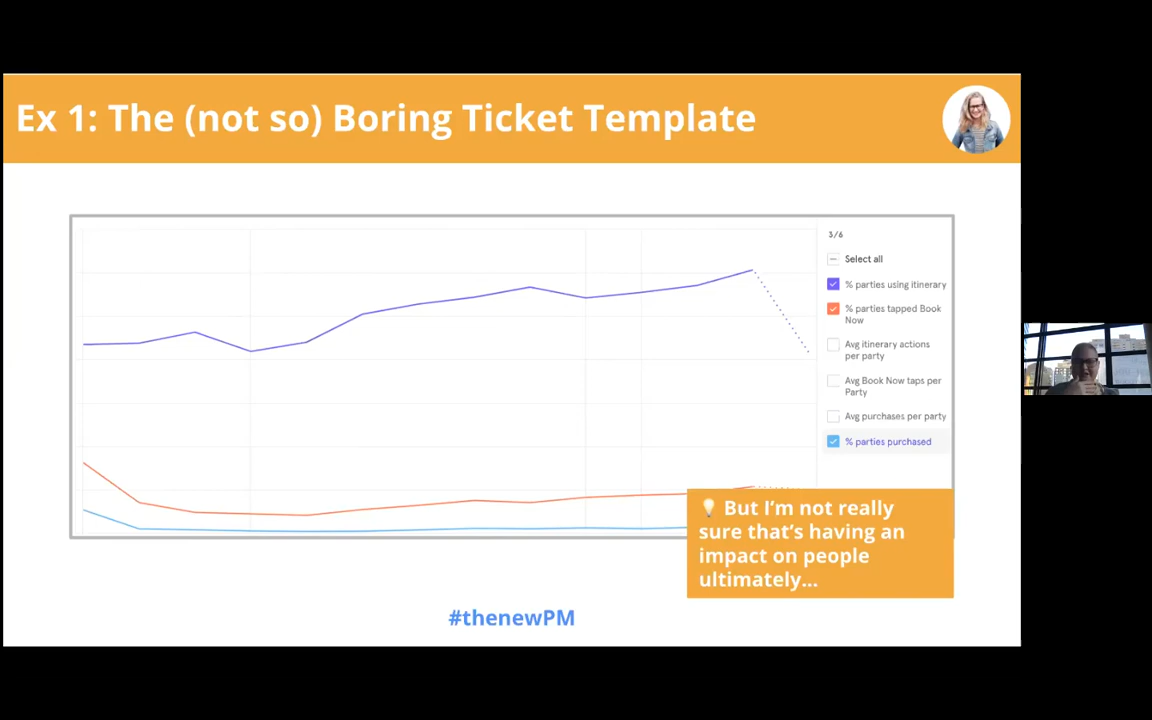 Ex 1: The (not so) Boring Ticket Template
3/6
Select all
% parties using itinerary
% parties tapped Book
Now
Avg itinerary actions
per party
Avg Book Now taps per
Party
Avg purchases per party
% parties purchased
But I'm not really
sure that's having an
impact on people
ultimately...
#thenewPM